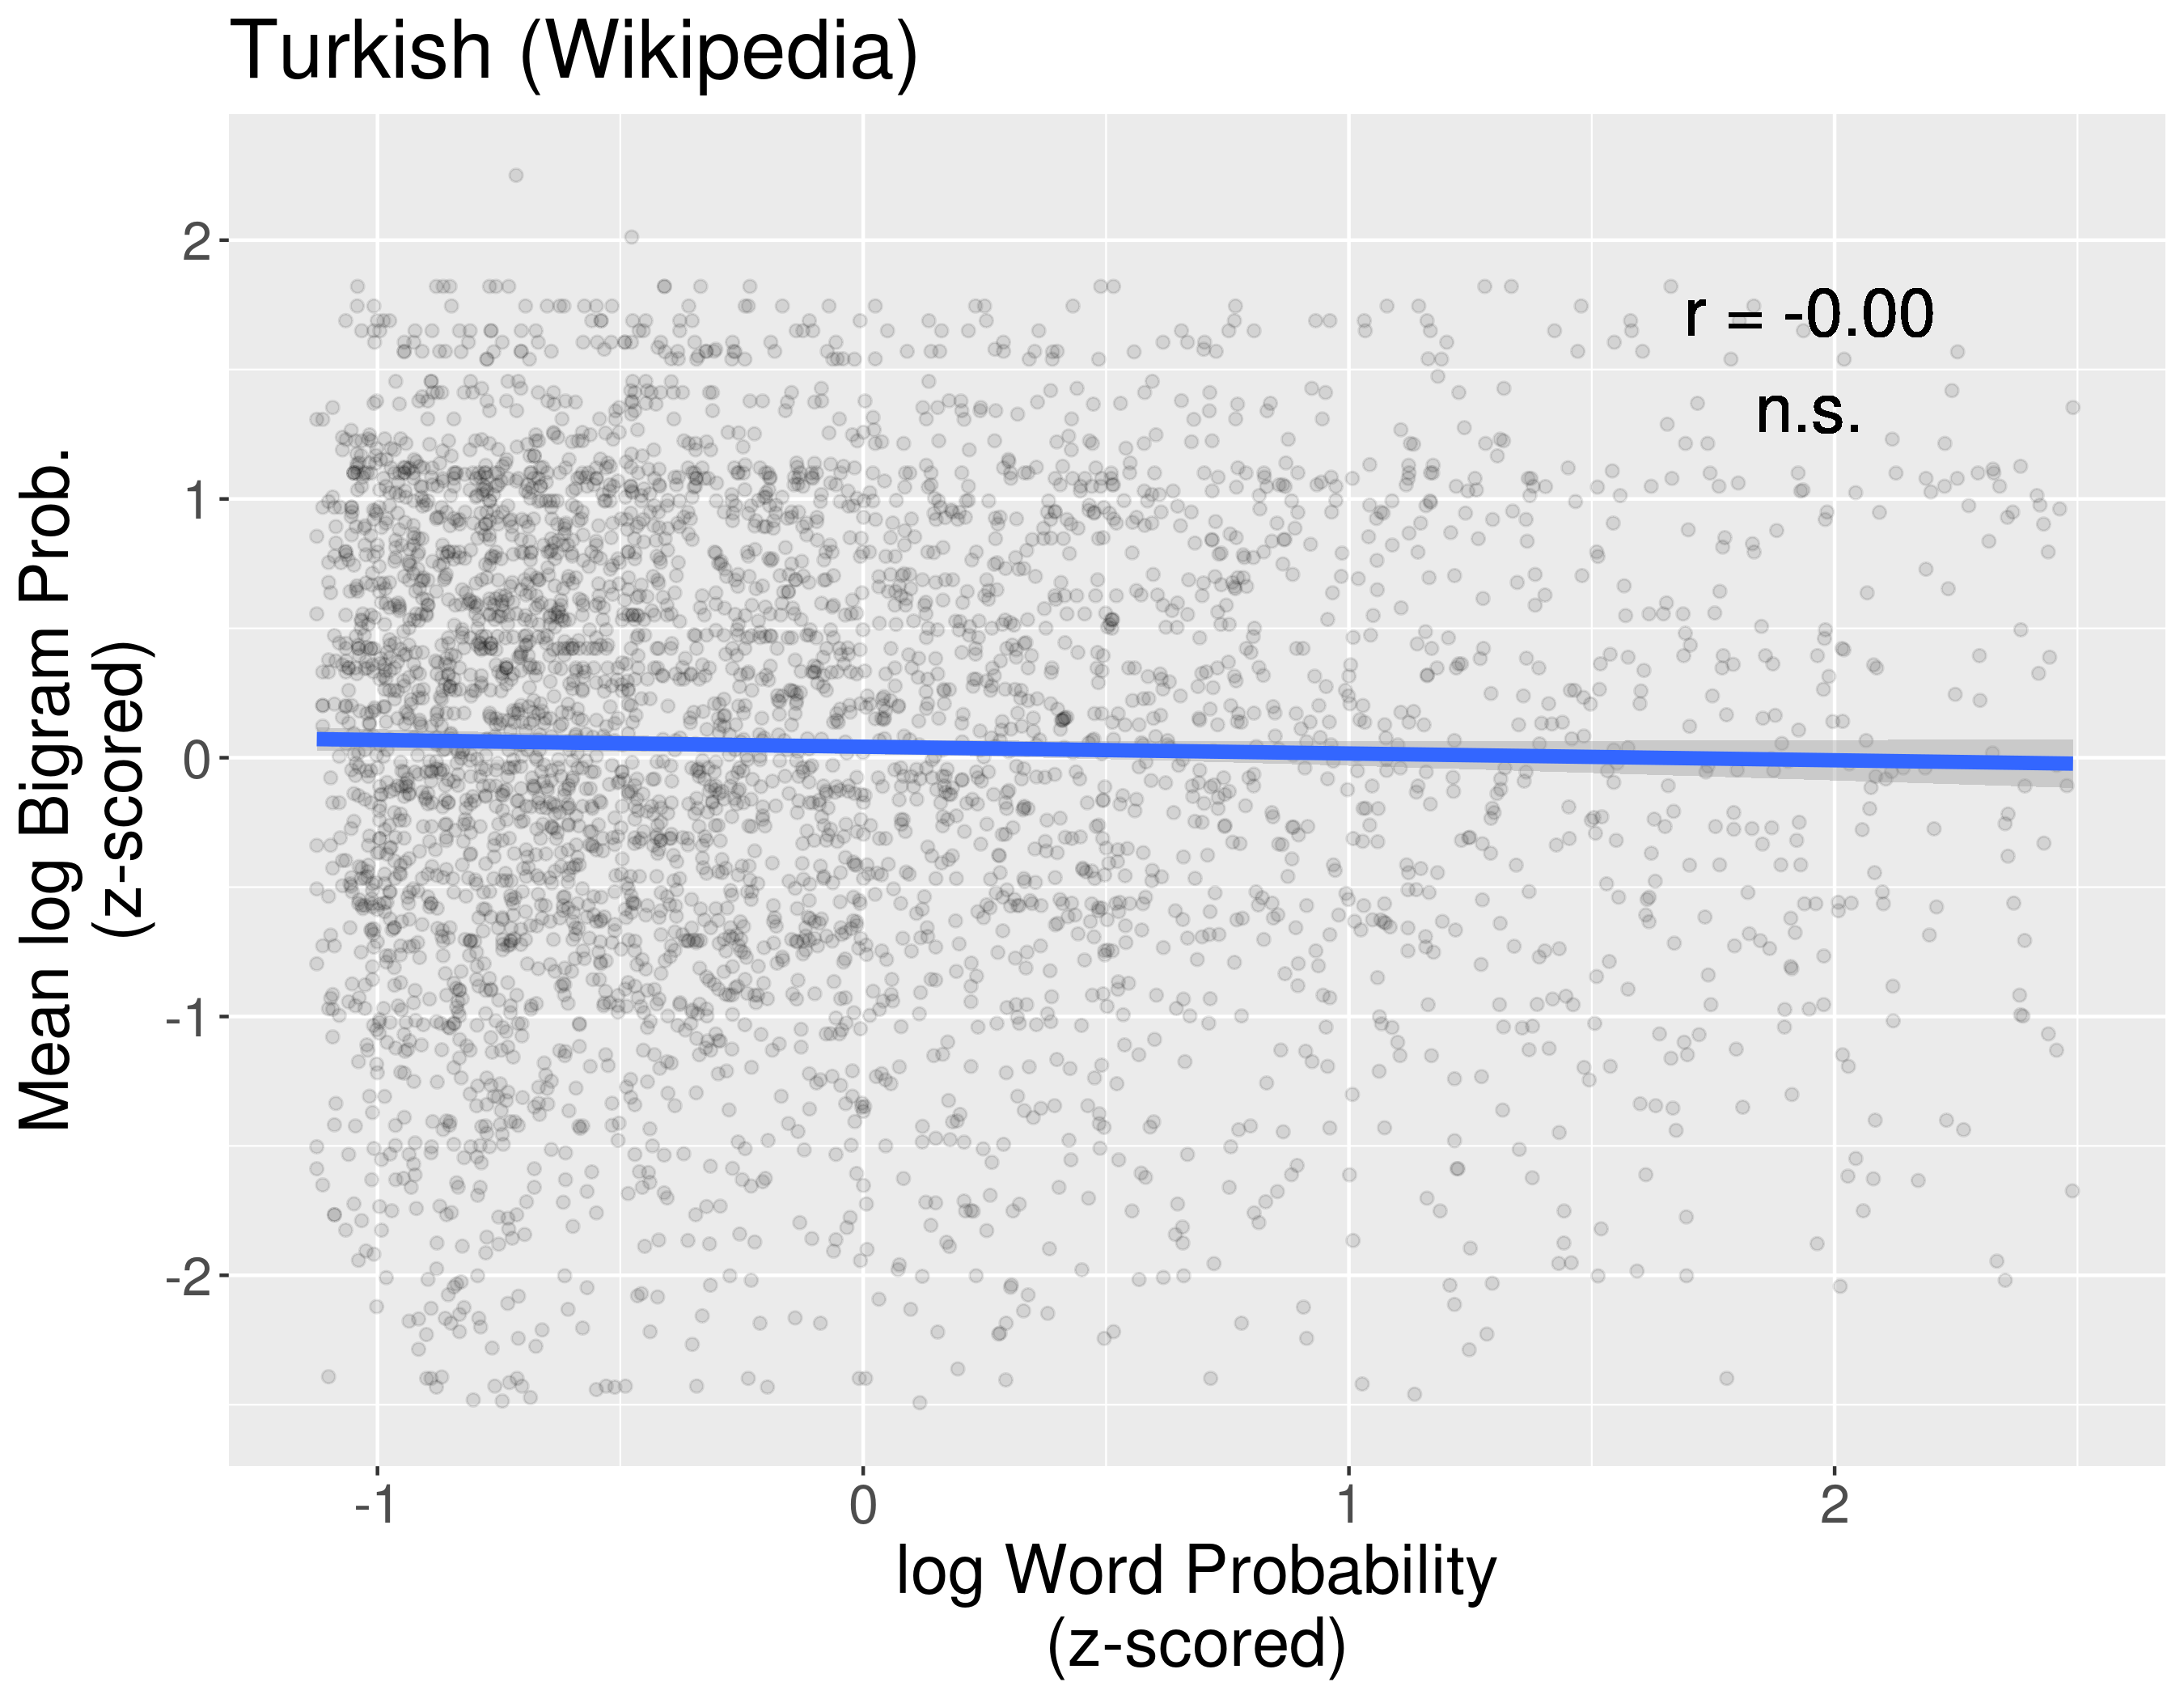 Turkish (Wikipedia)
r = -0.00
n.s.
Mean log Bigram Prob.
(z-scored)
2
1
0
-1
-2
-1
0
1
2
log Word Probability
(z-scored)